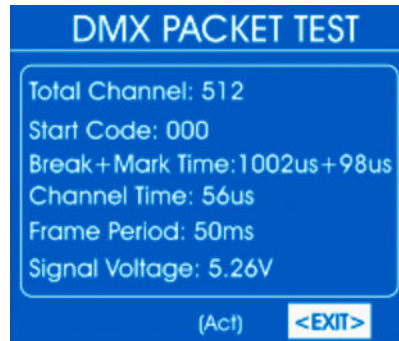 DMX PACKET TEST
Total Channel: 512
Start Code: 000
Break+Mark Time:1002us+98us
Channel Time: 56us
Frame Period: 50ms
Signal Voltage: 5.26V
(Act) <EXIT>